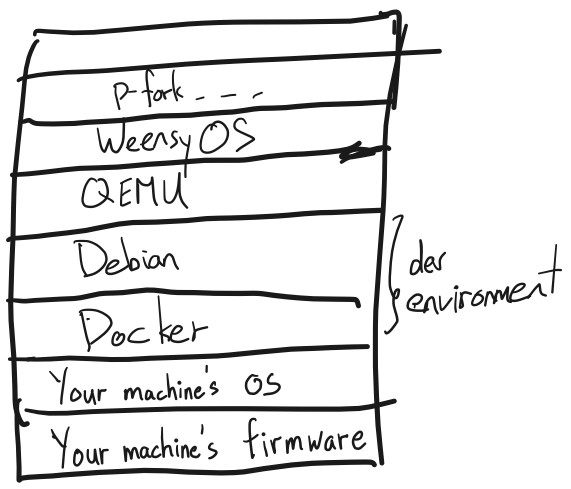 p-fork - - -
WeensyOS
QEMU
Debian
Docker
Your machine's OS
Your machine's firmware
dev
environment